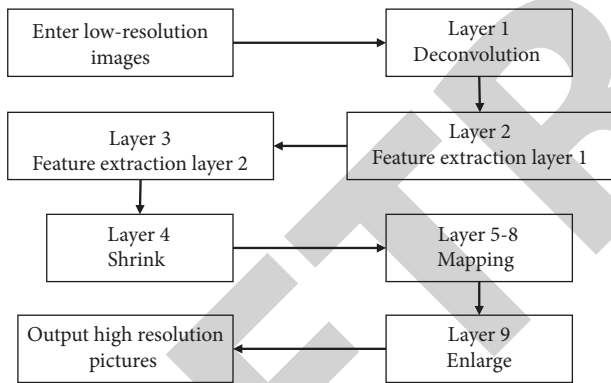 Enter low-resolution
images
Layer 1
Deconvolution
Layer 2
Feature extraction layer 1
Layer 3
Feature extraction layer 2
Layer 4
Shrink
Layer 5-8
Mapping
Layer 9
Enlarge
Output high resolution
pictures